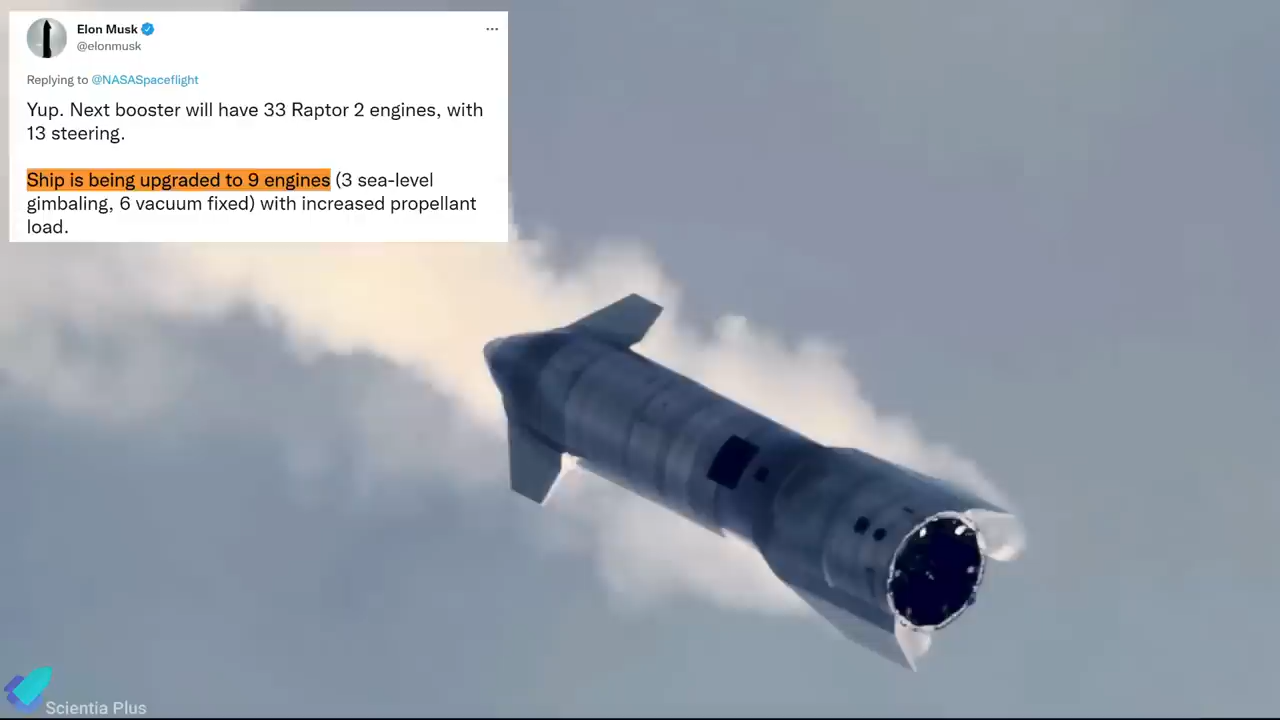 Elon Musk
@elonmusk
Replying to @NASASpaceflight
Yup. Next booster will have 33 Raptor 2 engines, with
13 steering.
Ship is being upgraded to 9 engines (3 sea-level
gimbaling, 6 vacuum fixed) with increased propellant
load.
Scientia Plus